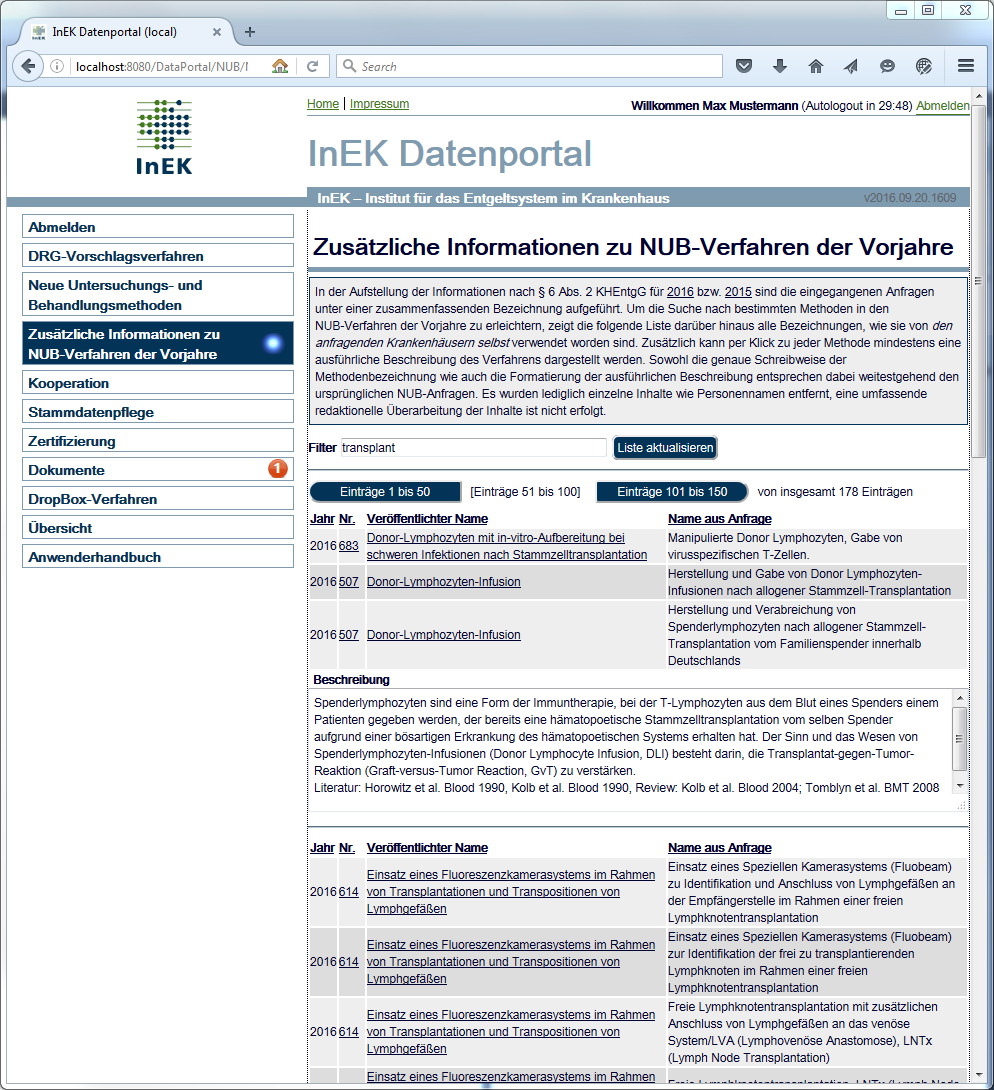 InEK Datenportal (local)
localhost:8080/DataPortal/NUB/
Search
InEK
Home | Impressum
Willkommen Max Mustermann (Autologout in 29:48) Abmelden
InEK Datenportal
InEK – Institut für das Entgeltsystem im Krankenhaus
v2016.09.20.1609
Abmelden
DRG-Vorschlagsverfahren
Neue Untersuchungs- und
Behandlungsmethoden
Zusätzliche Informationen zu
NUB-Verfahren der Vorjahre
Kooperation
Stammdatenpflege
Zertifizierung
Dokumente 1
DropBox-Verfahren
Übersicht
Anwenderhandbuch
Zusätzliche Informationen zu NUB-Verfahren der Vorjahre
In der Aufstellung der Informationen nach § 6 Abs. 2 KHEntgG für 2016 bzw. 2015 sind die eingegangenen Anfragen
unter einer zusammenfassenden Bezeichnung aufgeführt. Um die Suche nach bestimmten Methoden in den
NUB-Verfahren der Vorjahre zu erleichtern, zeigt die folgende Liste darüber hinaus alle Bezeichnungen, wie sie von den
anfragenden Krankenhäusern selbst verwendet worden sind. Zusätzlich kann per Klick zu jeder Methode mindestens eine
ausführliche Beschreibung des Verfahrens dargestellt werden. Sowohl die genaue Schreibweise der
Methodenbezeichnung wie auch die Formatierung der ausführlichen Beschreibung entsprechen dabei weitestgehend den
ursprünglichen NUB-Anfragen. Es wurden lediglich einzelne Inhalte wie Personennamen entfernt, eine umfassende
redaktionelle Überarbeitung der Inhalte ist nicht erfolgt.
Filter transplant Liste aktualisieren
Einträge 1 bis 50 [Einträge 51 bis 100] Einträge 101 bis 150 von insgesamt 178 Einträgen
Jahr Nr. Veröffentlichter Name Name aus Anfrage
2016 683 Donor-Lymphozyten mit in-vitro-Aufbereitung bei
schweren Infektionen nach Stammzelltransplantation
Manipulierte Donor Lymphozyten, Gabe von
virusspezifischen T-Zellen.
2016 507 Donor-Lymphozyten-Infusion
Herstellung und Gabe von Donor Lymphozyten-
Infusionen nach allogener Stammzell-Transplantation
2016 507 Donor-Lymphozyten-Infusion
Herstellung und Verabreichung von
Spenderlymphozyten nach allogener Stammzell-
Transplantation vom Familienspender innerhalb
Deutschlands
Beschreibung
Spenderlymphozyten sind eine Form der Immuntherapie, bei der T-Lymphozyten aus dem Blut eines Spenders einem
Patienten gegeben werden, der bereits eine hämatopoetische Stammzelltransplantation vom selben Spender
aufgrund einer bösartigen Erkrankung des hämatopoetischen Systems erhalten hat. Der Sinn und das Wesen von
Spenderlymphozyten-Infusionen (Donor Lymphocyte Infusion, DLI) besteht darin, die Transplantat-gegen-Tumor-
Reaktion (Graft-versus-Tumor Reaction, GvT) zu verstärken.
Literatur: Horowitz et al. Blood 1990, Kolb et al. Blood 1990, Review: Kolb et al. Blood 2004; Tomblyn et al. BMT 2008
Jahr Nr. Veröffentlichter Name Name aus Anfrage
2016 614 Einsatz eines Fluoreszenzkamerasystems im Rahmen
von Transplantationen und Transpositionen von
Lymphgefäßen
Einsatz eines Speziellen Kamerasystems (Fluobeam)
zu Identifikation und Anschluss von Lymphgefäßen an
der Empfängerstelle im Rahmen einer freien
Lymphknotentransplantation
2016 614 Einsatz eines Fluoreszenzkamerasystems im Rahmen
von Transplantationen und Transpositionen von
Lymphgefäßen
Einsatz eines Speziellen Kamerasystems (Fluobeam)
zur Identifikation der frei zu transplantierenden
Lymphknoten im Rahmen einer freien
Lymphknotentransplantation
2016 614 Einsatz eines Fluoreszenzkamerasystems im Rahmen
von Transplantationen und Transpositionen von
Lymphgefäßen
Freie Lymphknotentransplantation mit zusätzlichen
Anschluss von Lymphgefäßen an das venöse
System/LVA (Lymphovenöse Anastomose), LNTx
(Lymph Node Transplantation)
Einsatz eines Fluoreszenzkamerasystems im Rahmen
Freie Lymphknotentransplantation, LNTx (Lymph Node